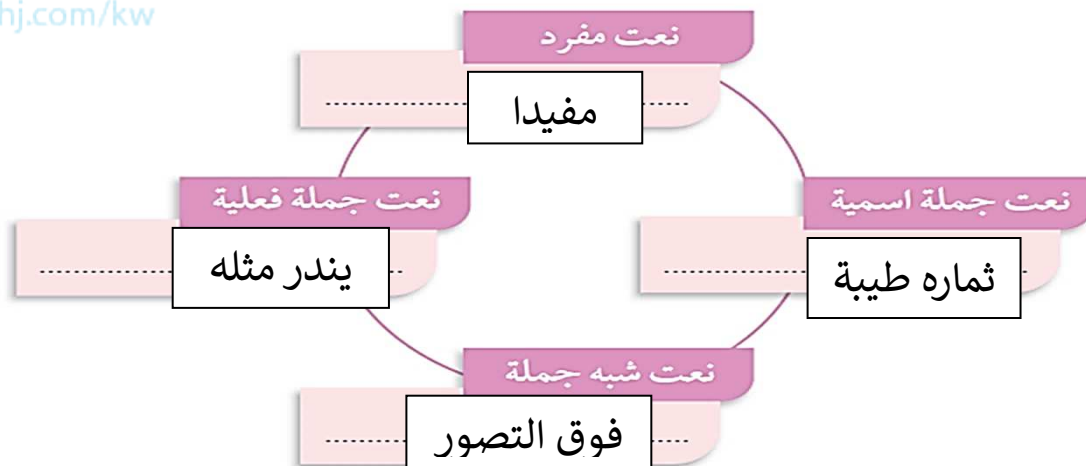 hj.com/kw
نعت مفرد
مفيدا
نعت جملة اسمية
ثماره طيبة
نعت جملة فعلية
يندر مثله
نعت شبه جملة
فوق التصور